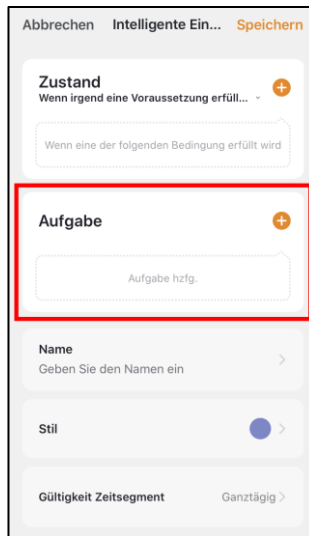 Abbrechen Intelligente Ein... Speichern
Zustand
Wenn irgend eine Voraussetzung erfüll...
Wenn eine der folgenden Bedingung erfüllt wird
Aufgabe
Aufgabe hzfg.
Name
Geben Sie den Namen ein
Stil
Gültigkeit Zeitsegment Ganztägig